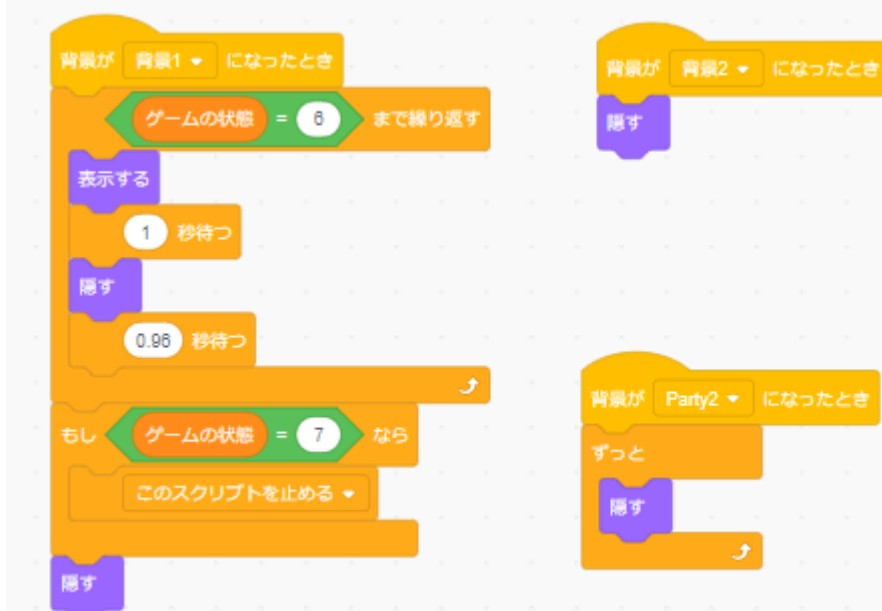 背景が 背景1 になったとき
ゲームの状態 = 6 まで繰り返す
表示する
1 秒待つ
隠す
0.96 秒待つ
もし ゲームの状態 = 7 なら
このスクリプトを止める
隠す
背景が 背景2 になったとき
隠す
背景が Party2 になったとき
ずっと
隠す